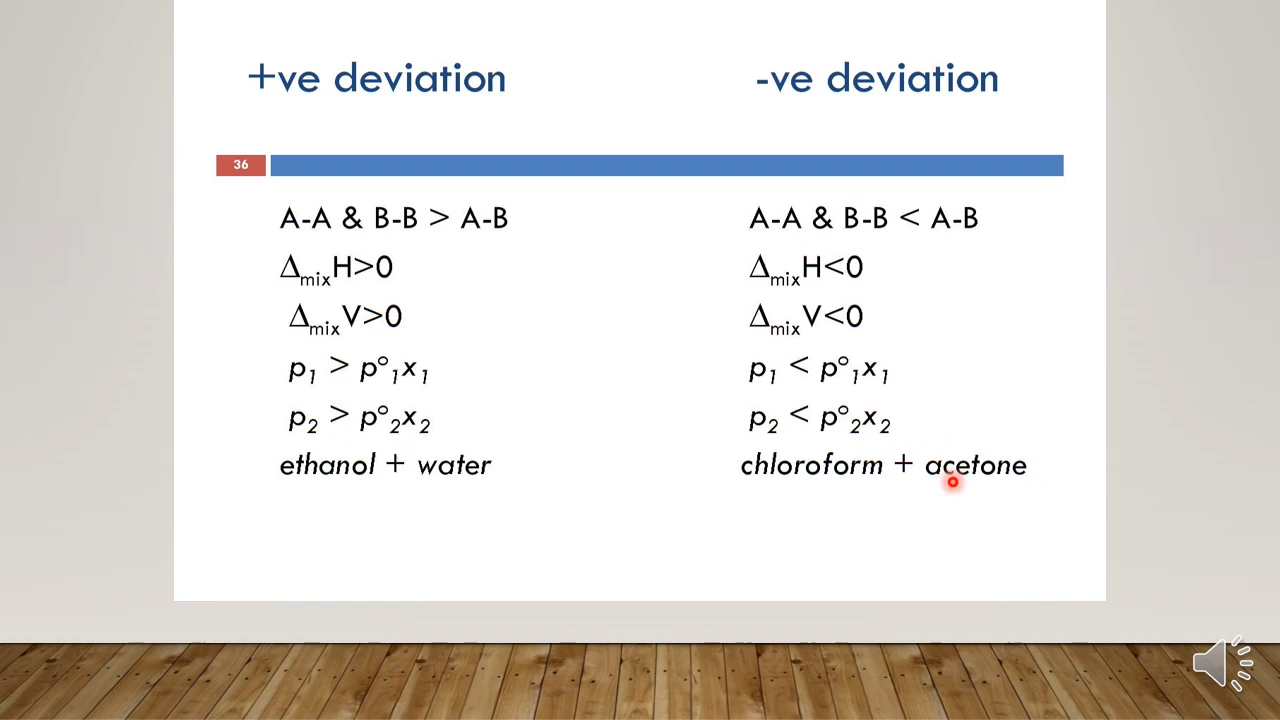 +ve deviation
-ve deviation
36
A-A & B-B > A-B
ΔmixH>0
ΔmixV>0
p1 > p°1x1
p2 > p°2x2
ethanol + water
A-A & B-B < A-B
ΔmixH<0
ΔmixV<0
p1 < p°1x1
p2 < p°2x2
chloroform + acetone